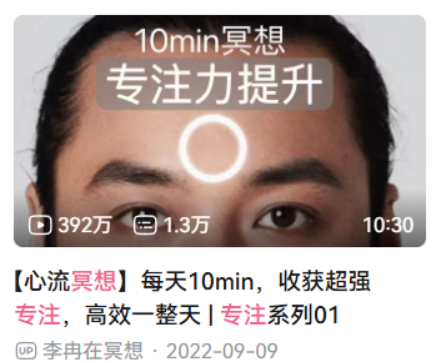 10min冥想
专注力提升
392万 1.3万 10:30
【心流冥想】每天10min，收获超强
专注，高效一整天 | 专注系列01
UP 李冉在冥想 · 2022-09-09